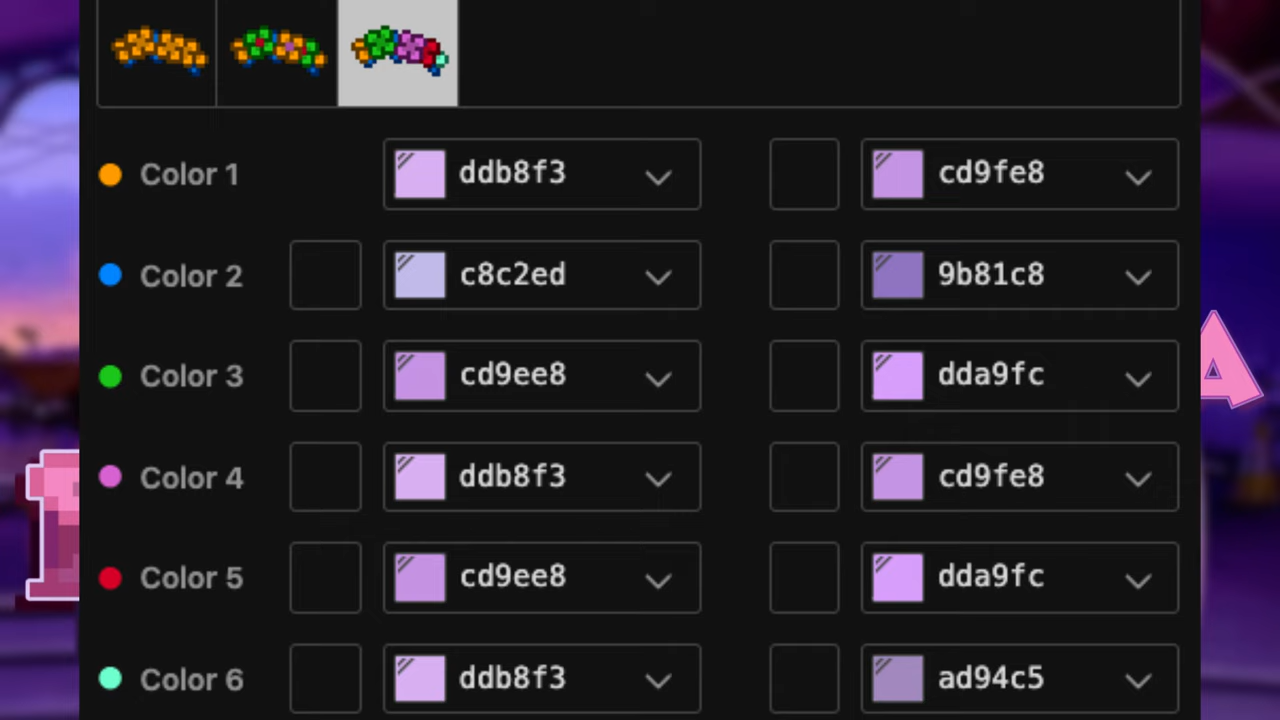 Color 1 ddb8f3 cd9fe8
Color 2 c8c2ed 9b81c8
Color 3 cd9ee8 dda9fc
A
Color 4 ddb8f3 cd9fe8
Color 5 cd9ee8 dda9fc
Color 6 ddb8f3 ad94c5